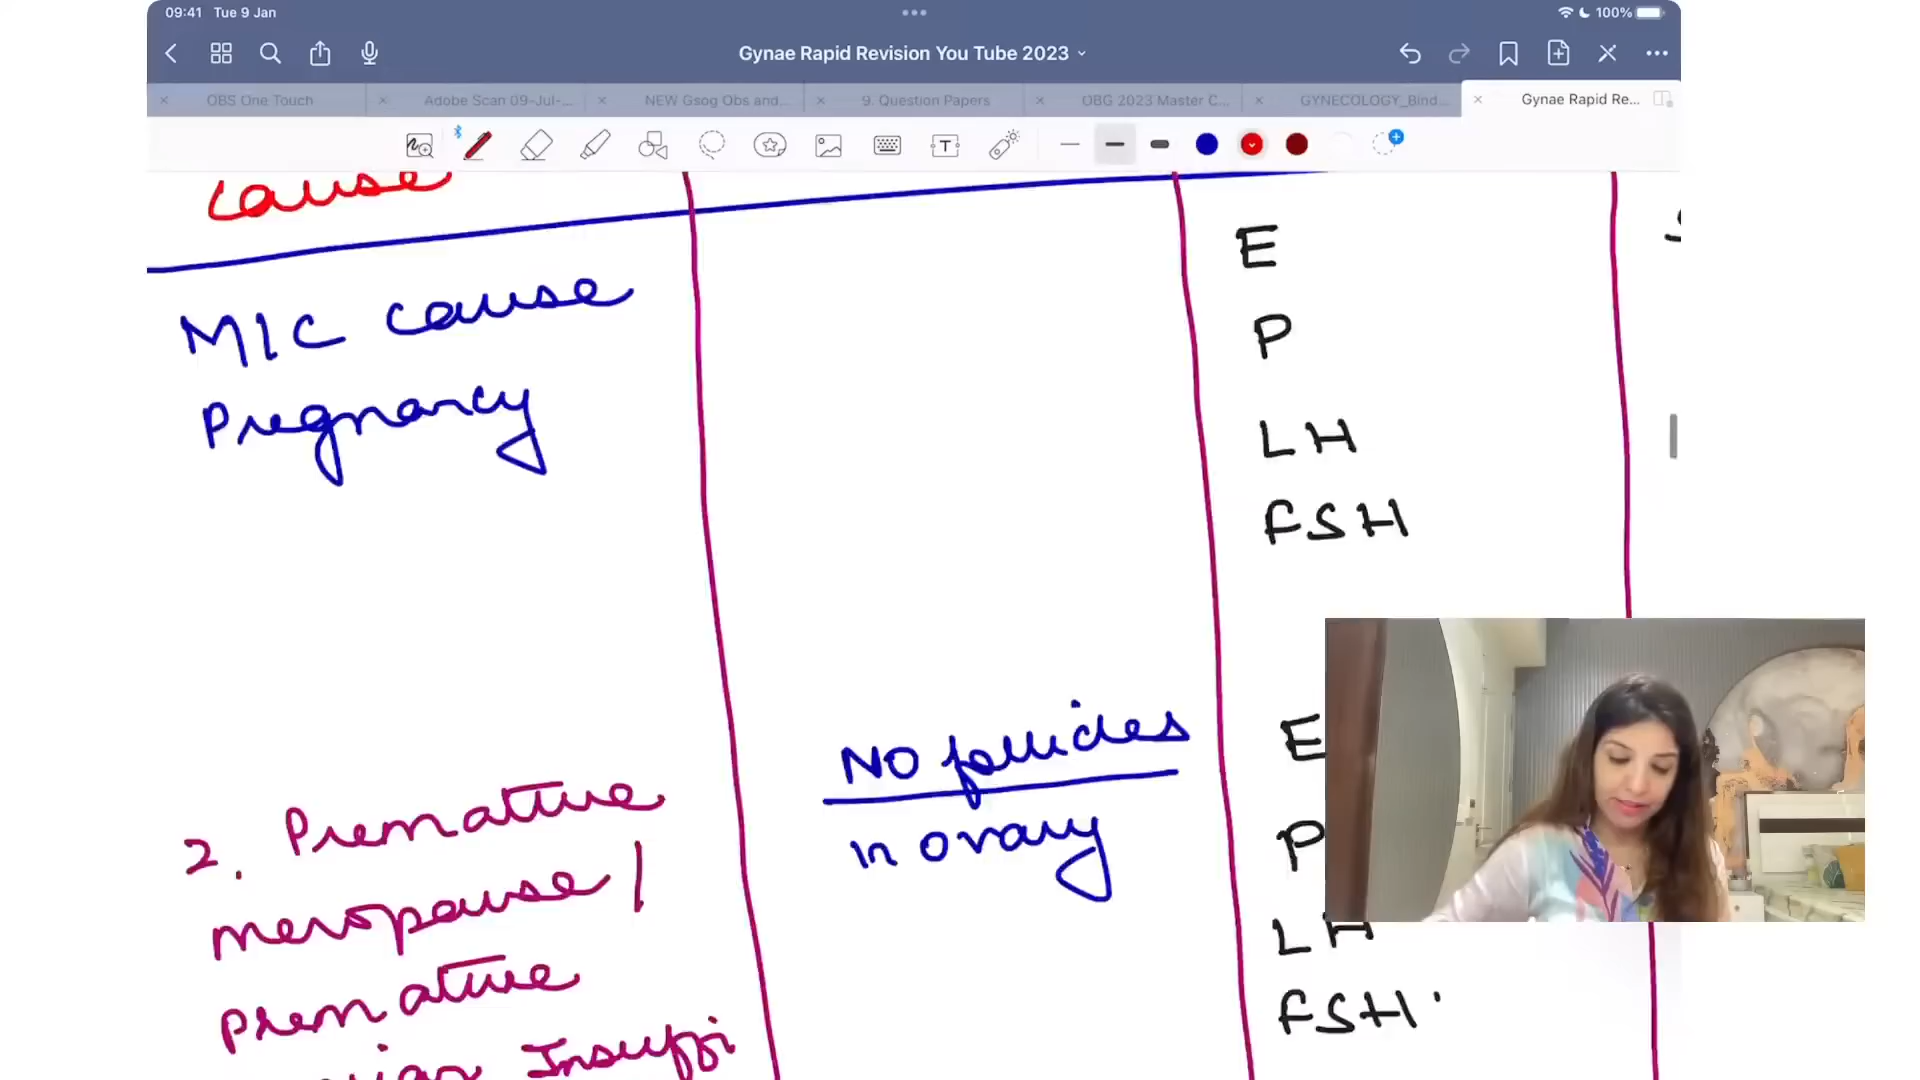 09:41 Tue 9 Jan
100%
Gynae Rapid Revision You Tube 2023
OBS One Touch
Adobe Scan 09-Jul-...
NEW Gsog Obs and...
9. Question Papers
OBG 2023 Master C...
GYNECOLOGY_Bind...
Gynae Rapid Re...
cause
MIC cause
Pregnancy
E
P
LH
FSH
NO follicles
in ovary
2. Premature
menopause /
premature
Insuffi
E
P
LH
FSH